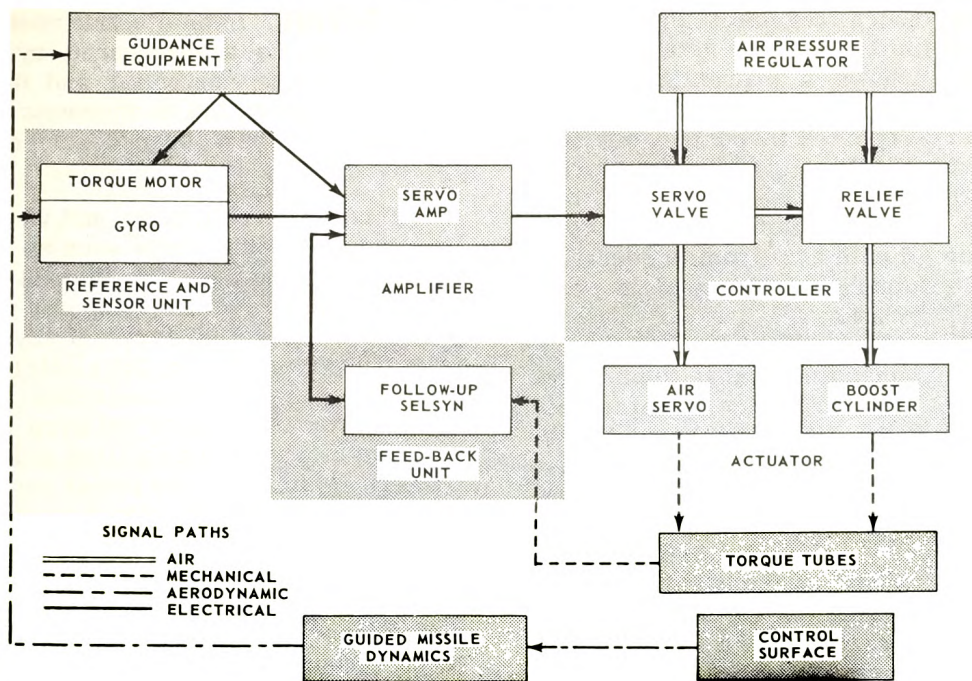 GUIDANCE
EQUIPMENT
AIR PRESSURE
REGULATOR
TORQUE MOTOR
GYRO
SERVO
AMP
SERVO
VALVE
RELIEF
VALVE
REFERENCE AND
SENSOR UNIT
AMPLIFIER
CONTROLLER
FOLLOW-UP
SELSYN
AIR
SERVO
BOOST
CYLINDER
FEED-BACK
UNIT
ACTUATOR
SIGNAL PATHS
AIR
MECHANICAL
AERODYNAMIC
ELECTRICAL
TORQUE TUBES
GUIDED MISSILE
DYNAMICS
CONTROL
SURFACE